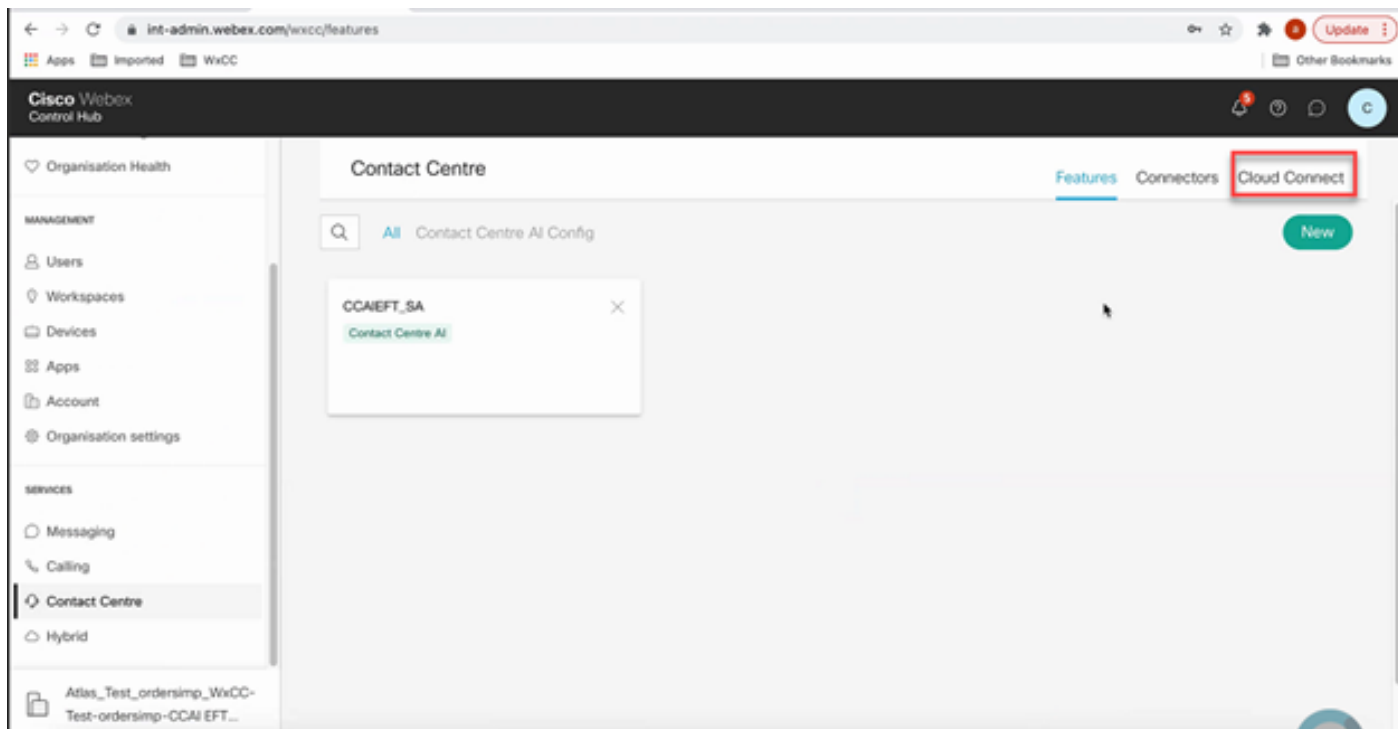 int-admin.webex.com/wxcc/features
a
Update
Apps Imported WxCC
Other Bookmarks
Cisco Webex
Control Hub
5
C
Organisation Health
MANAGEMENT
Users
Workspaces
Devices
Apps
Account
Organisation settings
SERVICES
Messaging
Calling
Contact Centre
Hybrid
Atlas_Test_ordersimp_WxCC-
Test-ordersimp-CCAI EFT...
Contact Centre
Features Connectors Cloud Connect
All Contact Centre AI Config
New
CCAIEFT_SA
Contact Centre AI